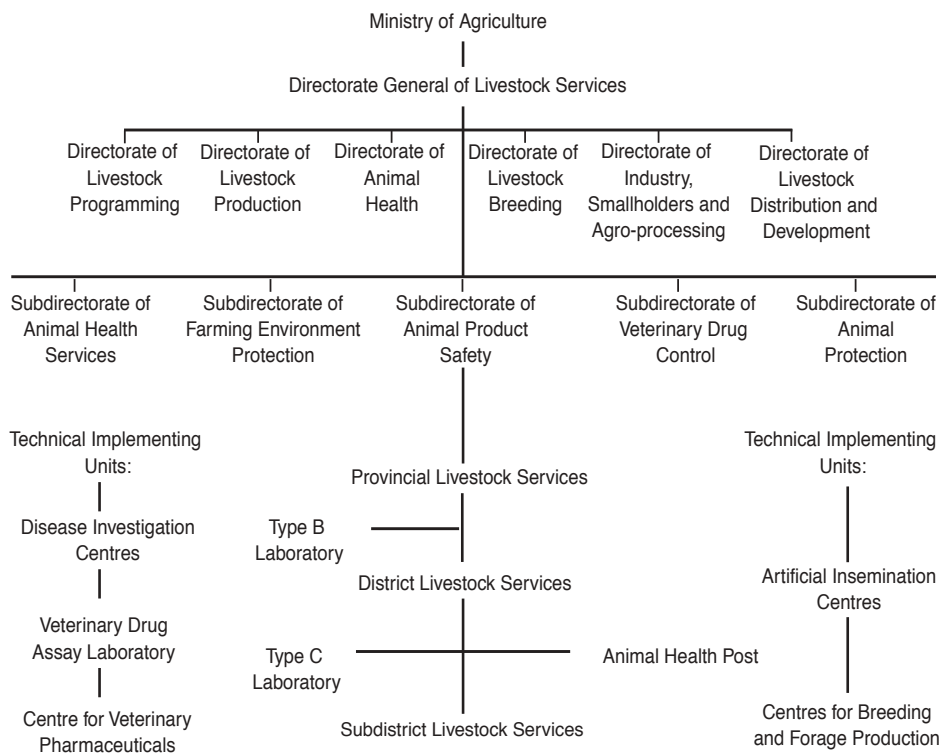 Ministry of Agriculture
Directorate General of Livestock Services
Directorate of
Livestock
Programming
Directorate of
Livestock
Production
Directorate of
Animal
Health
Directorate of
Livestock
Breeding
Directorate of
Industry,
Smallholders and
Agro-processing
Directorate of
Livestock
Distribution and
Development
Subdirectorate of
Animal Health
Services
Subdirectorate of
Farming Environment
Protection
Subdirectorate of
Animal Product
Safety
Subdirectorate of
Veterinary Drug
Control
Subdirectorate of
Animal
Protection
Technical Implementing
Units:
Disease Investigation
Centres
Veterinary Drug
Assay Laboratory
Centre for Veterinary
Pharmaceuticals
Provincial Livestock Services
Type B
Laboratory
District Livestock Services
Type C
Laboratory
Animal Health Post
Subdistrict Livestock Services
Technical Implementing
Units:
Artificial Insemination
Centres
Centres for Breeding
and Forage Production